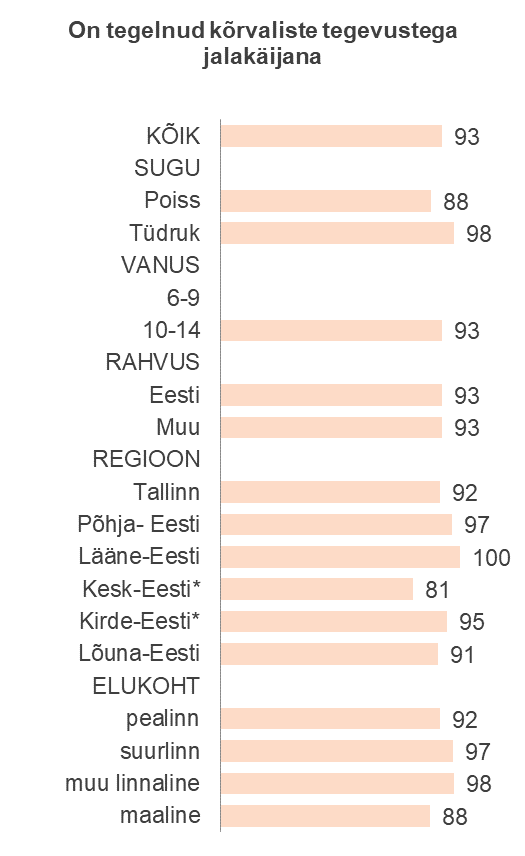 On tegelnud kõrvaliste tegevustega
jalakäijana
KÕIK 93
SUGU
Poiss 88
Tüdruk 98
VANUS
6-9
10-14 93
RAHVUS
Eesti 93
Muu 93
REGIOON
Tallinn 92
Põhja- Eesti 97
Lääne-Eesti 100
Kesk-Eesti* 81
Kirde-Eesti* 95
Lõuna-Eesti 91
ELUKOHT
pealinn 92
suurlinn 97
muu linnaline 98
maaline 88